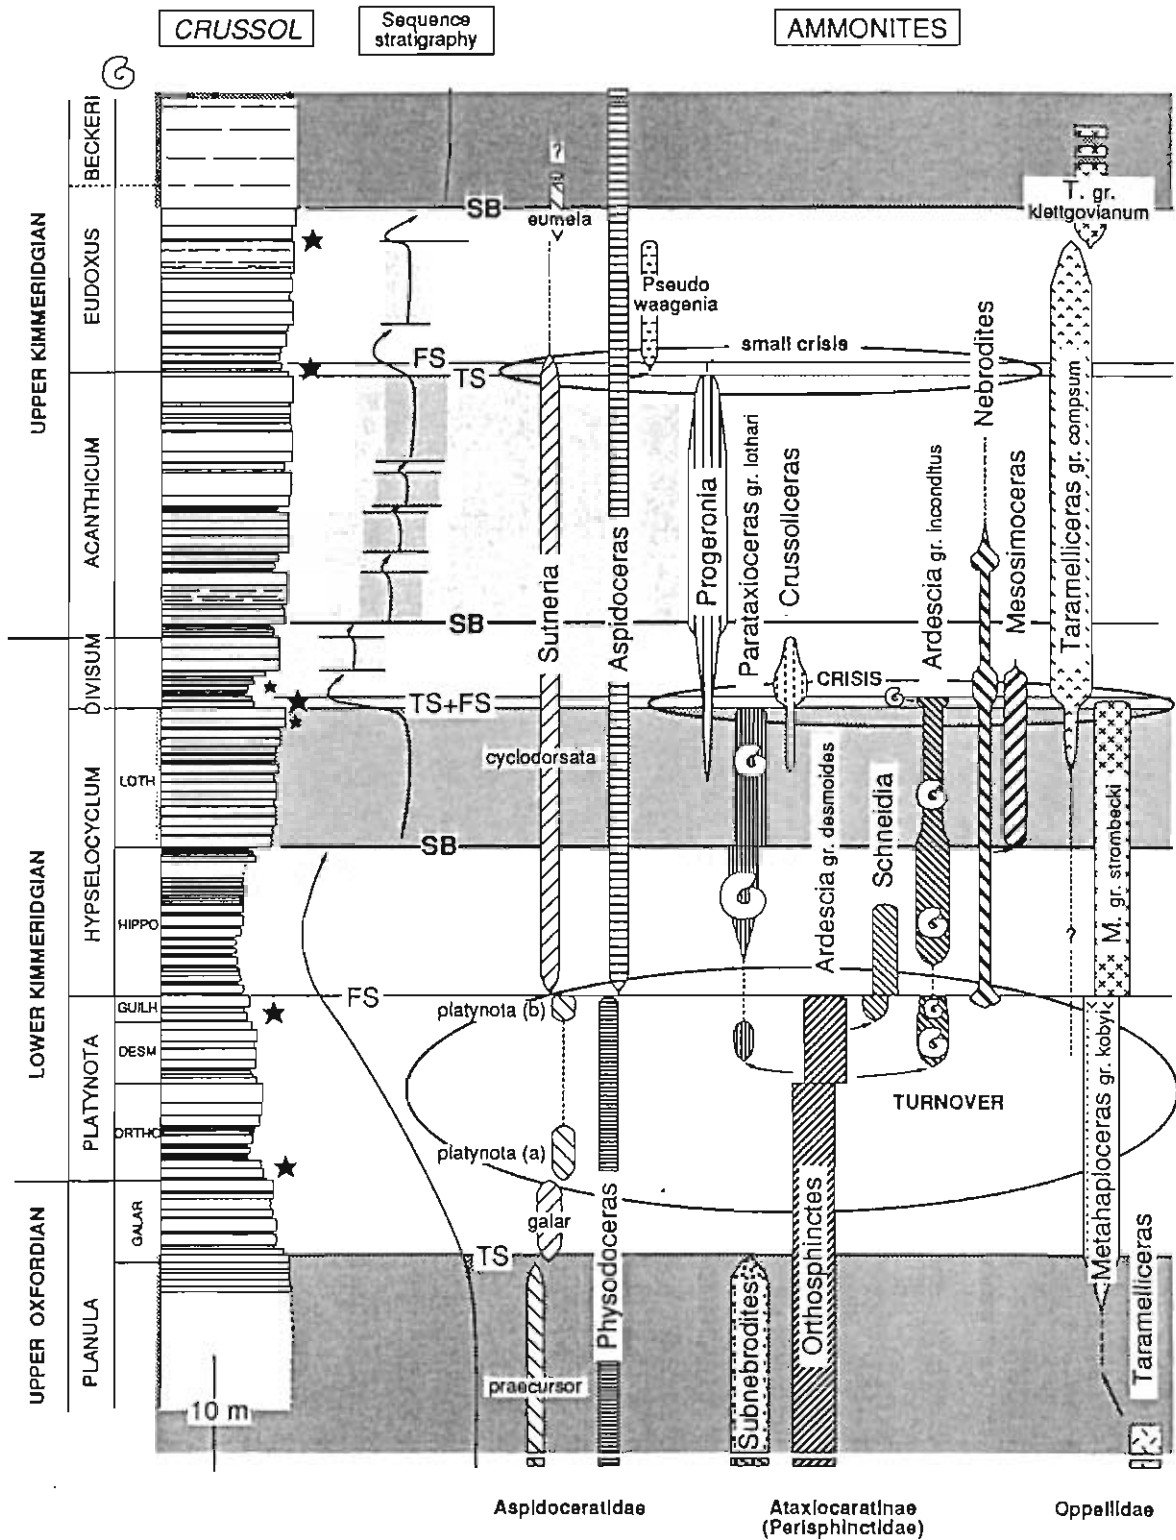 CRUSSOL
Sequence
stratigraphy
AMMONITES
BECKERI
EUDOXUS
ACANTHICUM
DIVISUM
HYPSELOCYCLUM
PLATYNOTA
PLANULA
UPPER KIMMERIDGIAN
LOWER KIMMERIDGIAN
UPPER OXFORDIAN
LOTH
HIPPO
GUILH
DESM
ORTHO
GALAR
10 m
SB
FS
TS
SB
TS+FS
SB
FS
TS
?
eumela
Sutneria
cyclodorsata
platynota (b)
platynota (a)
galar
praecursor
Aspidoceras
Physodoceras
Pseudo
waagenia
small crisis
Progeronia
Parataxioceras gr. lothari
Crussoliceras
CRISIS
Ardescia gr. desmoides
Schneidia
Ardescia gr. inconditus
Nebrodites
Mesosimoceras
T. gr.
klettgovianum
Taramelliceras gr. compsum
M. gr. strombecki
?
TURNOVER
Metahaploceras gr. kobyi
Taramelliceras
Subnebrodites
Orthosphinctes
Aspidoceratidae
Ataxiocaratinae
(Perisphinctidae)
Oppeliidae